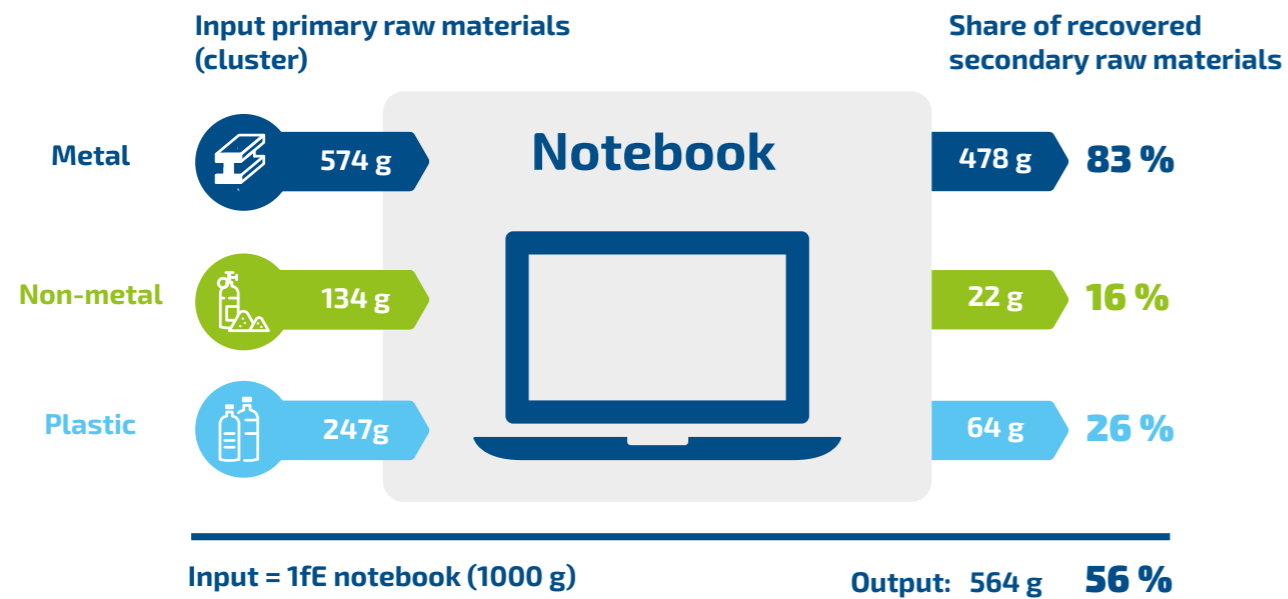 Input primary raw materials
(cluster)
Share of recovered
secondary raw materials
Notebook
Metal
574 g
478 g
83 %
Non-metal
134 g
22 g
16 %
Plastic
247g
64 g
26 %
Input = 1fE notebook (1000 g)
Output: 564 g
56 %